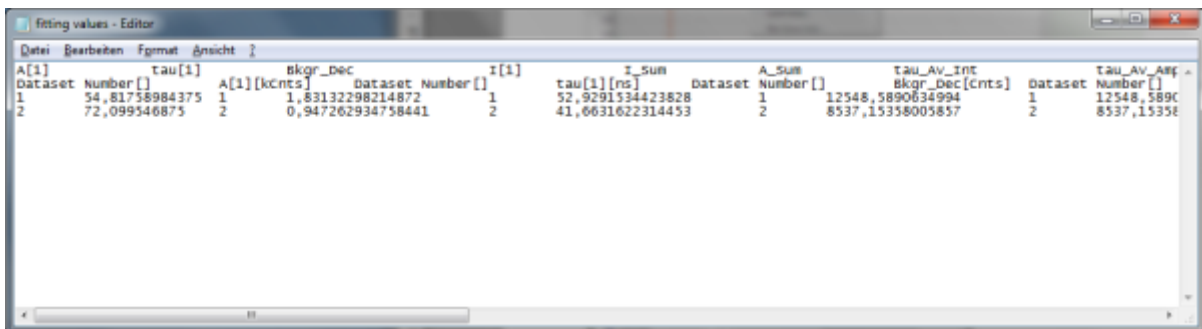 fitting values - Editor
Datei Bearbeiten Format Ansicht ?
A[1] tau[1] Bkgr_Dec I[1] I_Sum A_Sum tau_Av_Int tau_Av_Amp
Dataset Number[] A[1][kCnts] Dataset Number[] tau[1][ns] Dataset Number[] Bkgr_Dec[Cnts] Dataset Number[]
1 54,81758984375 1 1,83132298214872 1 52,9291534423828 1 12548,5890634994 1 12548,5890
2 72,099546875 2 0,947262934758441 2 41,6631622314453 2 8537,15358005857 2 8537,15358